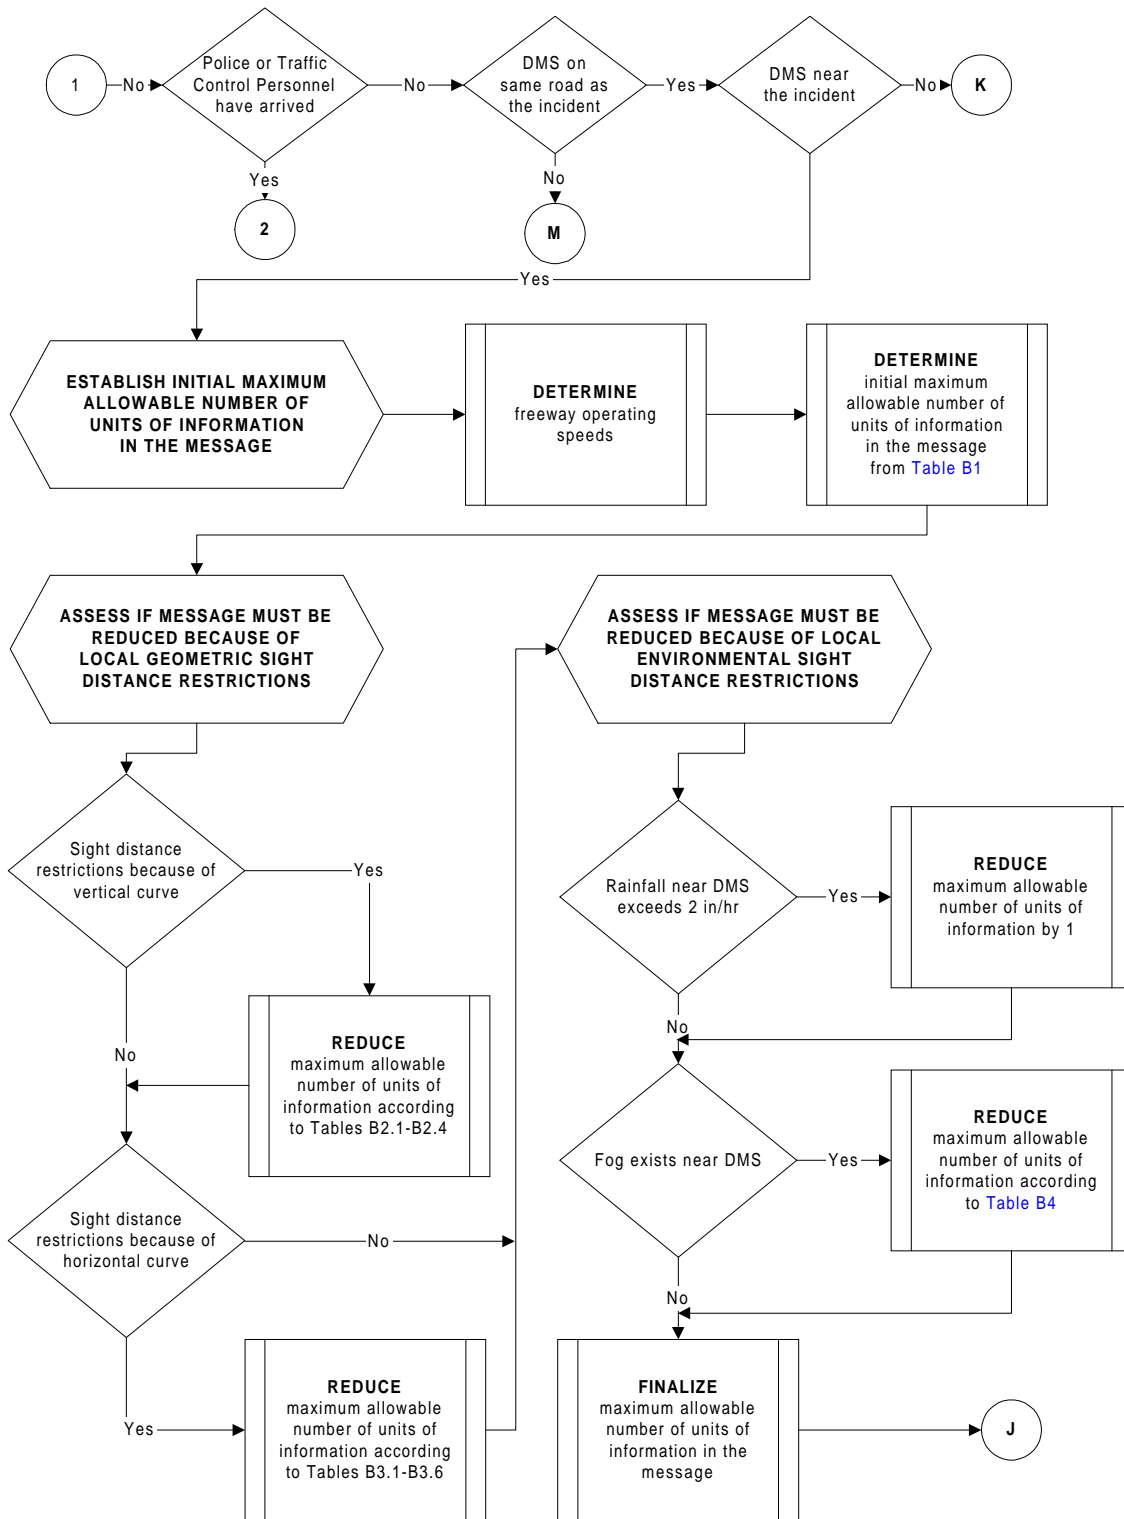 1
No
Police or Traffic
Control Personnel
have arrived
No
DMS on
same road as
the incident
Yes
DMS near
the incident
No
K
Yes
2
No
M
Yes
ESTABLISH INITIAL MAXIMUM
ALLOWABLE NUMBER OF
UNITS OF INFORMATION
IN THE MESSAGE
DETERMINE
freeway operating
speeds
DETERMINE
initial maximum
allowable number of
units of information
in the message
from Table B1
ASSESS IF MESSAGE MUST BE
REDUCED BECAUSE OF
LOCAL GEOMETRIC SIGHT
DISTANCE RESTRICTIONS
ASSESS IF MESSAGE MUST BE
REDUCED BECAUSE OF LOCAL
ENVIRONMENTAL SIGHT
DISTANCE RESTRICTIONS
Sight distance
restrictions because of
vertical curve
Yes
No
REDUCE
maximum allowable
number of units of
information according
to Tables B2.1-B2.4
Sight distance
restrictions because of
horizontal curve
No
Yes
REDUCE
maximum allowable
number of units of
information according
to Tables B3.1-B3.6
Rainfall near DMS
exceeds 2 in/hr
Yes
REDUCE
maximum allowable
number of units of
information by 1
No
Fog exists near DMS
Yes
REDUCE
maximum allowable
number of units of
information according
to Table B4
No
FINALIZE
maximum allowable
number of units of
information in the
message
J